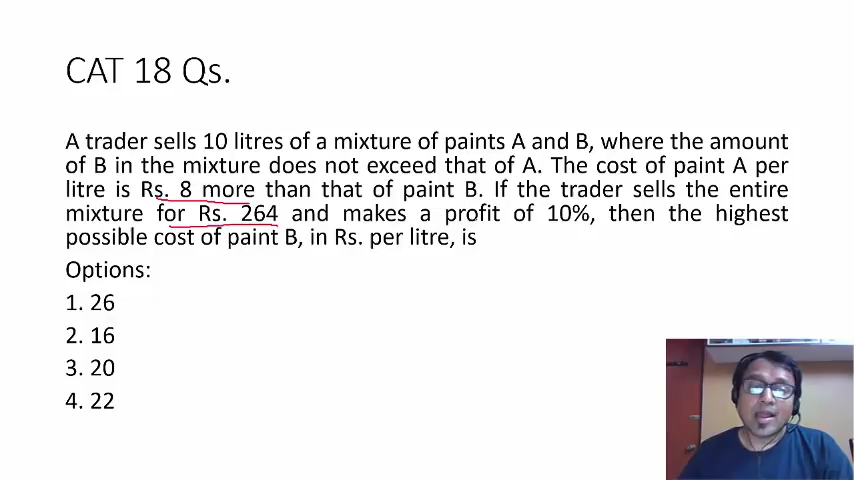 CAT 18 Qs.
A trader sells 10 litres of a mixture of paints A and B, where the amount
of B in the mixture does not exceed that of A. The cost of paint A per
litre is Rs. 8 more than that of paint B. If the trader sells the entire
mixture for Rs. 264 and makes a profit of 10%, then the highest
possible cost of paint B, in Rs. per litre, is
Options:
1. 26
2. 16
3. 20
4. 22